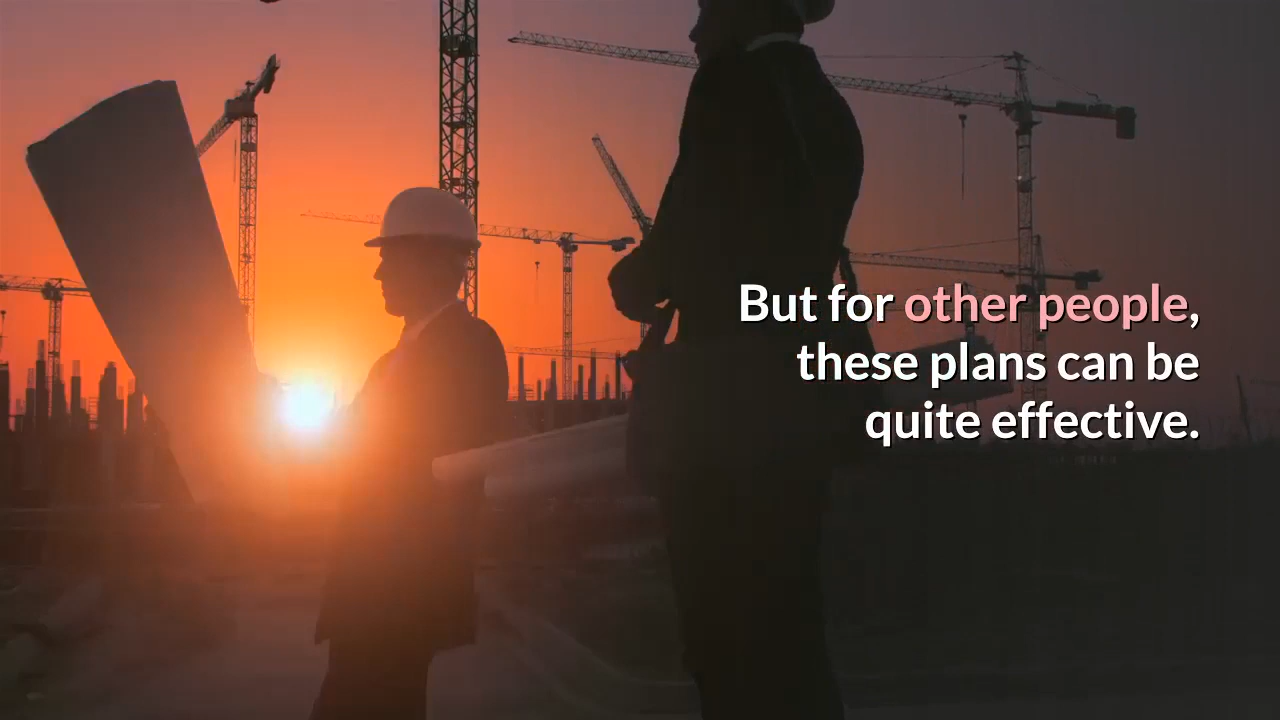 But for other people,
these plans can be
quite effective.